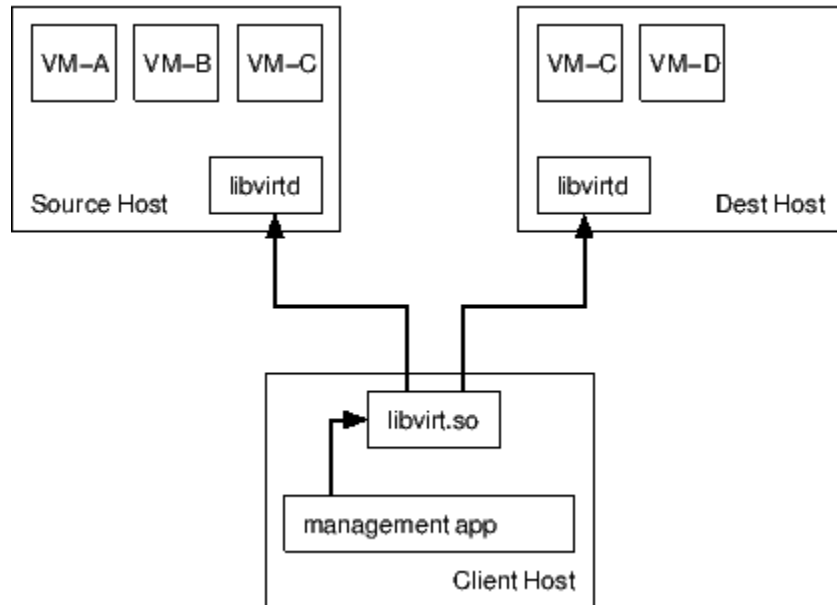 VM-A VM-B VM-C
VM-C VM-D
libvirtd
Source Host
libvirtd
Dest Host
libvirt.so
management app
Client Host